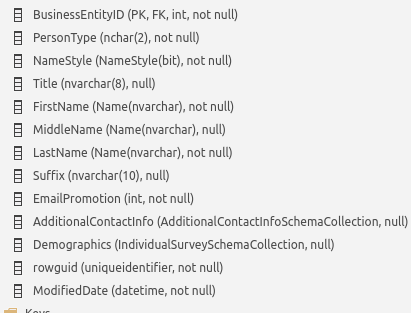 BusinessEntityID (PK, FK, int, not null)
PersonType (nchar(2), not null)
NameStyle (NameStyle(bit), not null)
Title (nvarchar(8), null)
FirstName (Name(nvarchar), not null)
MiddleName (Name(nvarchar), null)
LastName (Name(nvarchar), not null)
Suffix (nvarchar(10), null)
EmailPromotion (int, not null)
AdditionalContactInfo (AdditionalContactInfoSchemaCollection, null)
Demographics (IndividualSurveySchemaCollection, null)
rowguid (uniqueidentifier, not null)
ModifiedDate (datetime, not null)
Keys